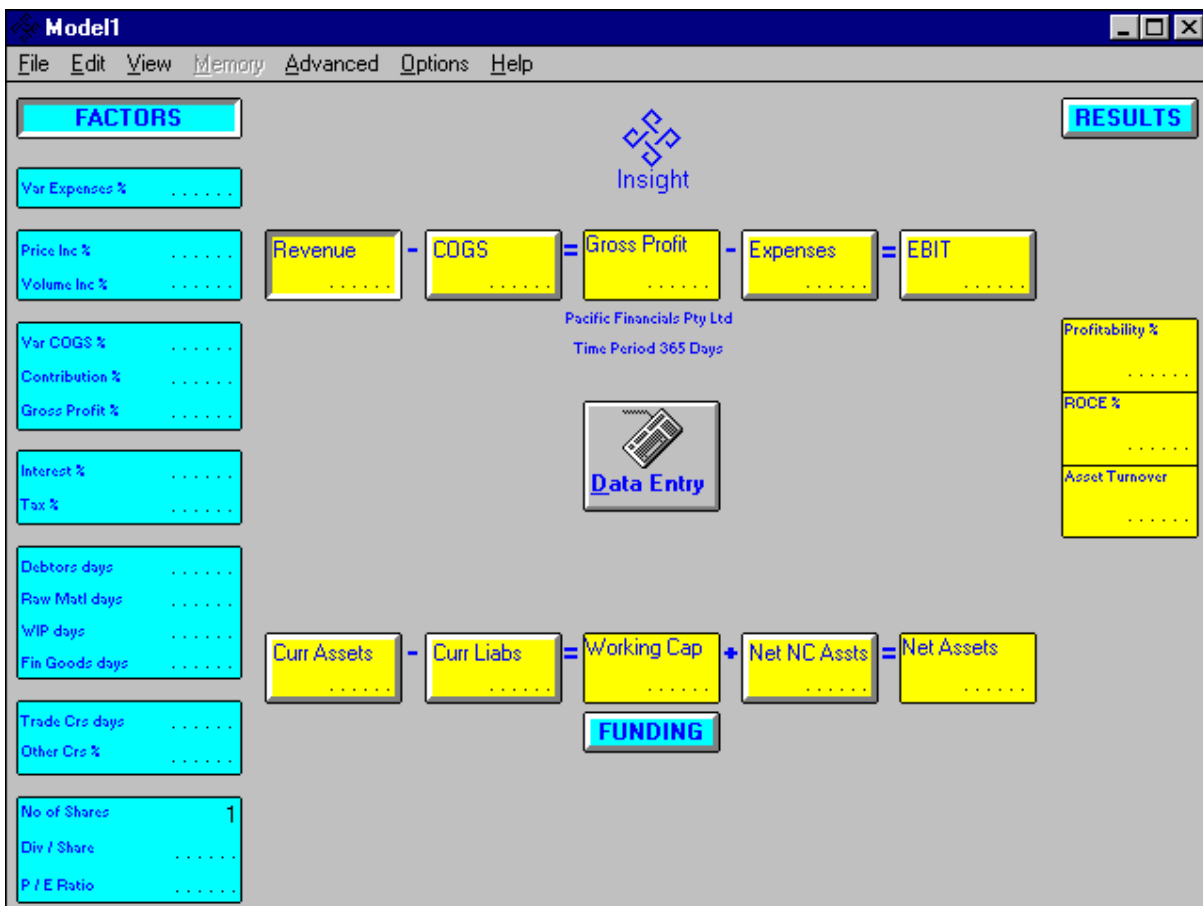 Model1
File Edit View Memory Advanced Options Help
FACTORS
RESULTS
Insight
Var Expenses % ......
Price Inc % ......
Volume Inc % ......
Revenue - COGS = Gross Profit - Expenses = EBIT
...... ...... ...... ...... ......
Pacific Financials Pty Ltd
Time Period 365 Days
Var COGS % ......
Contribution % ......
Gross Profit % ......
Profitability %
......
ROCE %
......
Asset Turnover
......
Data Entry
Interest % ......
Tax % ......
Debtors days ......
Raw Matl days ......
WIP days ......
Fin Goods days ......
Curr Assets - Curr Liabs = Working Cap + Net NC Assts = Net Assets
...... ...... ...... ...... ......
FUNDING
Trade Crs days ......
Other Crs % ......
No of Shares 1
Div / Share ......
P / E Ratio ......